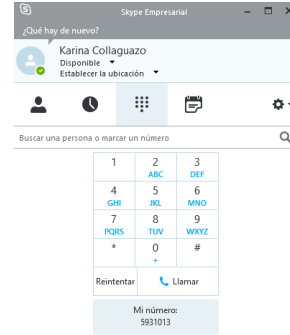 Skype Empresarial
¿Qué hay de nuevo?
Karina Collaguazo
Disponible
Establecer la ubicación
Buscar una persona o marcar un número
1 2 3
ABC DEF
4 5 6
GHI JKL MNO
7 8 9
PQRS TUV WXYZ
* 0 #
+
Reintentar Llamar
Mi número:
5931013